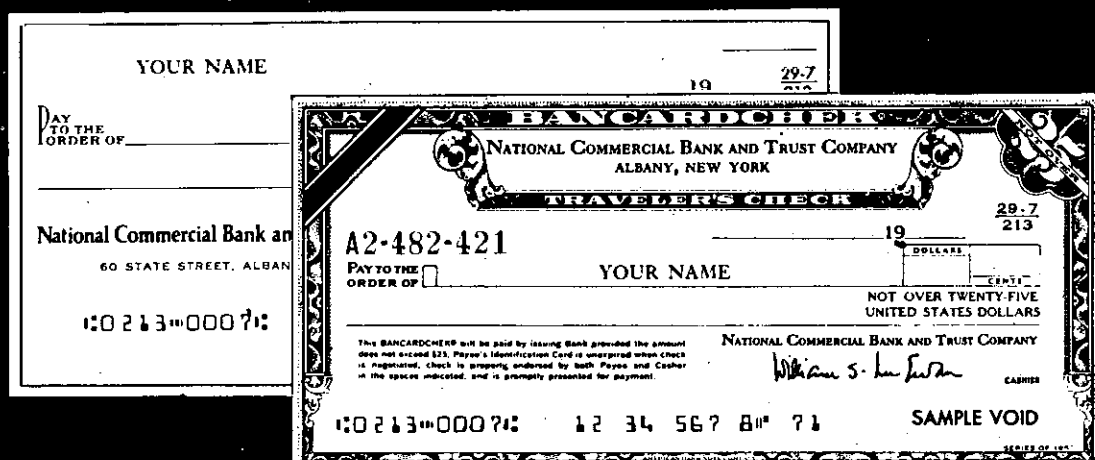 YOUR NAME
19
29-7
PAY
TO THE
ORDER OF
National Commercial Bank an
60 STATE STREET, ALBAN
⑆0213⑉0007⑆
BANCARDCHEK
NATIONAL COMMERCIAL BANK AND TRUST COMPANY
ALBANY, NEW YORK
TRAVELER'S CHECK
29-7
213
A2-482-421
19
DOLLARS
PAY TO THE
ORDER OF
YOUR NAME
CENTS
NOT OVER TWENTY-FIVE
UNITED STATES DOLLARS
This BANCARDCHEK® will be paid by issuing Bank provided the amount
does not exceed $25, Payee's Identification Card is unexpired when check
is negotiated, check is properly endorsed by both Payee and Casher
in the spaces indicated, and is promptly presented for payment.
NATIONAL COMMERCIAL BANK AND TRUST COMPANY
CASHIER
⑆0213⑉0007⑆ 12 34 567 8⑈ 71
SAMPLE VOID
SERIES OF